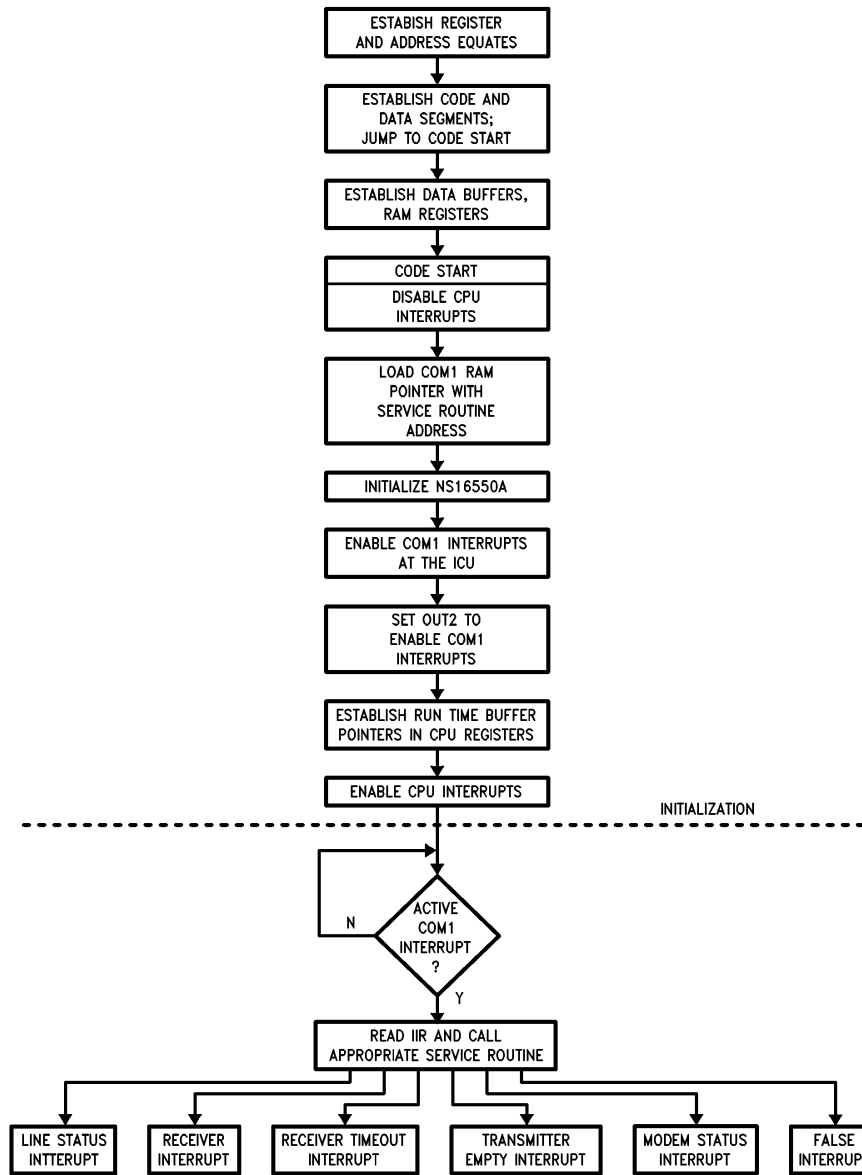 ESTABISH REGISTER
AND ADDRESS EQUATES
ESTABLISH CODE AND
DATA SEGMENTS;
JUMP TO CODE START
ESTABLISH DATA BUFFERS,
RAM REGISTERS
CODE START
DISABLE CPU
INTERRUPTS
LOAD COM1 RAM
POINTER WITH
SERVICE ROUTINE
ADDRESS
INITIALIZE NS16550A
ENABLE COM1 INTERRUPTS
AT THE ICU
SET OUT2 TO
ENABLE COM1
INTERRUPTS
ESTABLISH RUN TIME BUFFER
POINTERS IN CPU REGISTERS
ENABLE CPU INTERRUPTS
INITIALIZATION
ACTIVE
COM1
INTERRUPT
?
N
Y
READ IIR AND CALL
APPROPRIATE SERVICE ROUTINE
LINE STATUS
INTTERUPT
RECEIVER
INTERRUPT
RECEIVER TIMEOUT
INTERRUPT
TRANSMITTER
EMPTY INTERRUPT
MODEM STATUS
INTERRUPT
FALSE
INTERRUPT